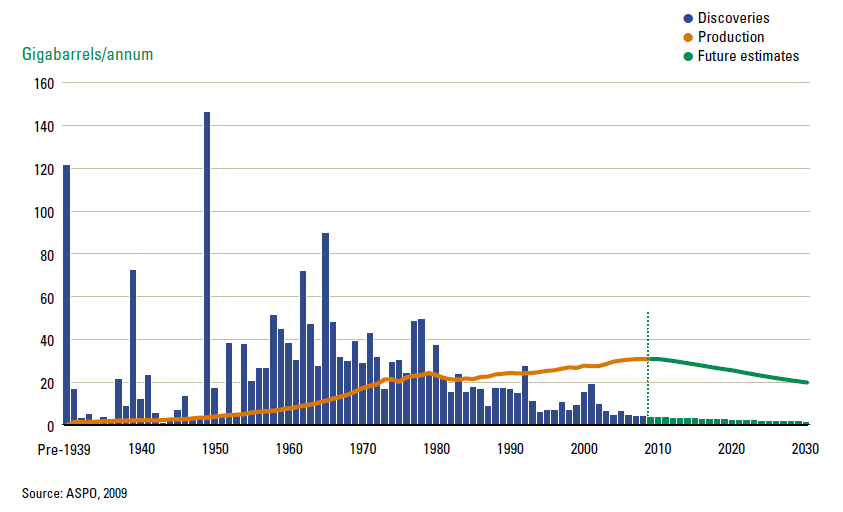 Discoveries
Production
Future estimates
Gigabarrels/annum
160
140
120
100
80
60
40
20
0
Pre-1939 1940 1950 1960 1970 1980 1990 2000 2010 2020 2030
Source: ASPO, 2009